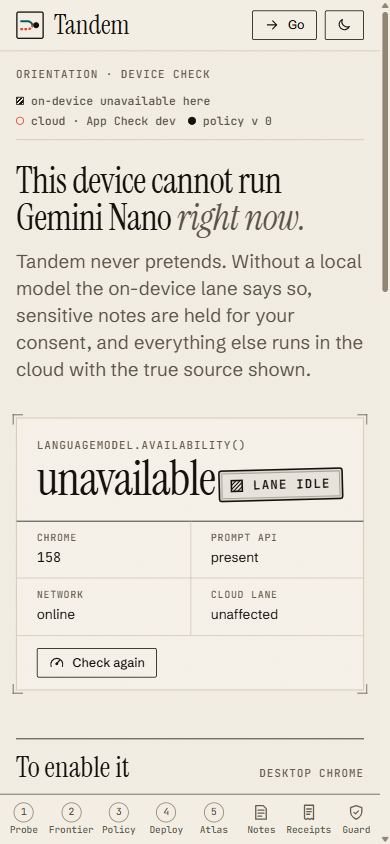 Tandem
Go
ORIENTATION · DEVICE CHECK
on-device unavailable here
cloud · App Check dev policy v 0
This device cannot run
Gemini Nano right now.
Tandem never pretends. Without a local
model the on-device lane says so,
sensitive notes are held for your
consent, and everything else runs in the
cloud with the true source shown.
LANGUAGEMODEL.AVAILABILITY()
unavailable LANE IDLE
CHROME PROMPT API
158 present
NETWORK CLOUD LANE
online unaffected
Check again
To enable it DESKTOP CHROME
1 2 3 4 5
Probe Frontier Policy Deploy Atlas Notes Receipts Guard